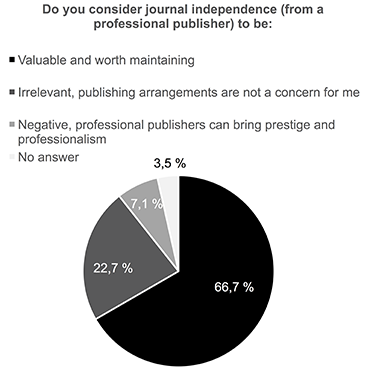 Do you consider journal independence (from a
professional publisher) to be:
Valuable and worth maintaining
Irrelevant, publishing arrangements are not a concern for me
Negative, professional publishers can bring prestige and
professionalism
No answer
3,5 %
7,1 %
22,7 %
66,7 %